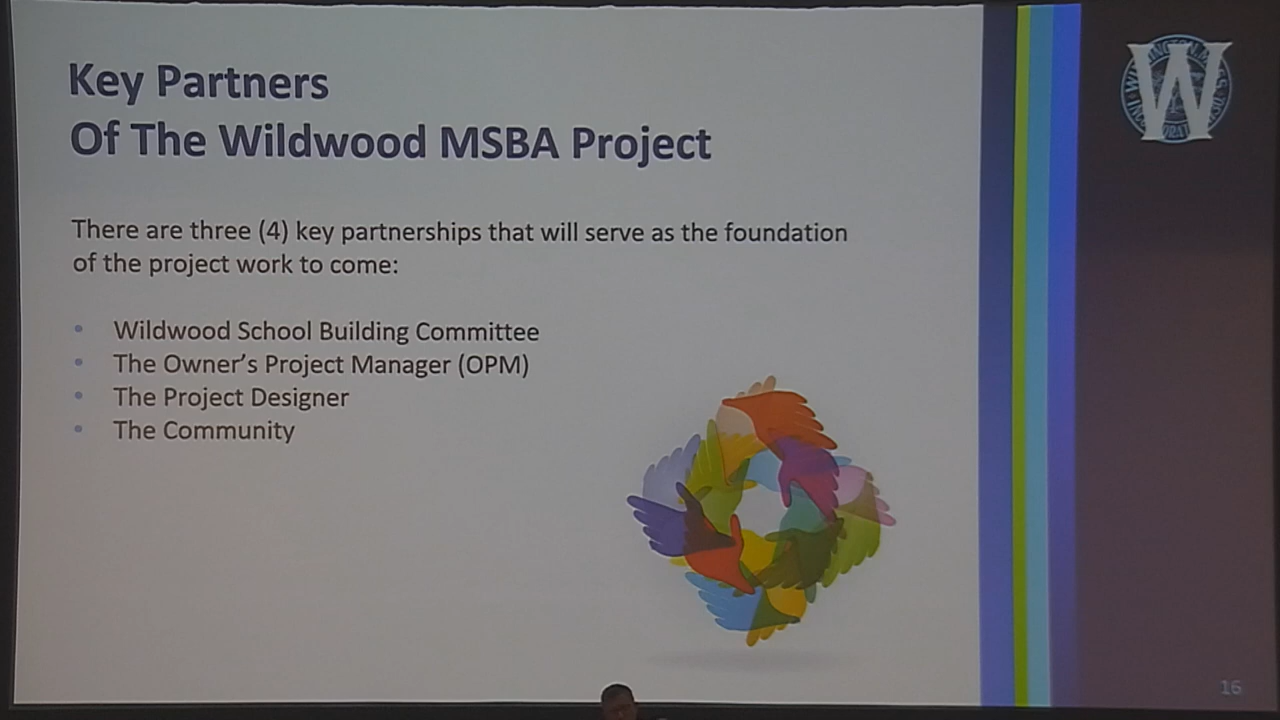 Key Partners
Of The Wildwood MSBA Project
There are three (4) key partnerships that will serve as the foundation
of the project work to come:
• Wildwood School Building Committee
• The Owner's Project Manager (OPM)
• The Project Designer
• The Community
W
16